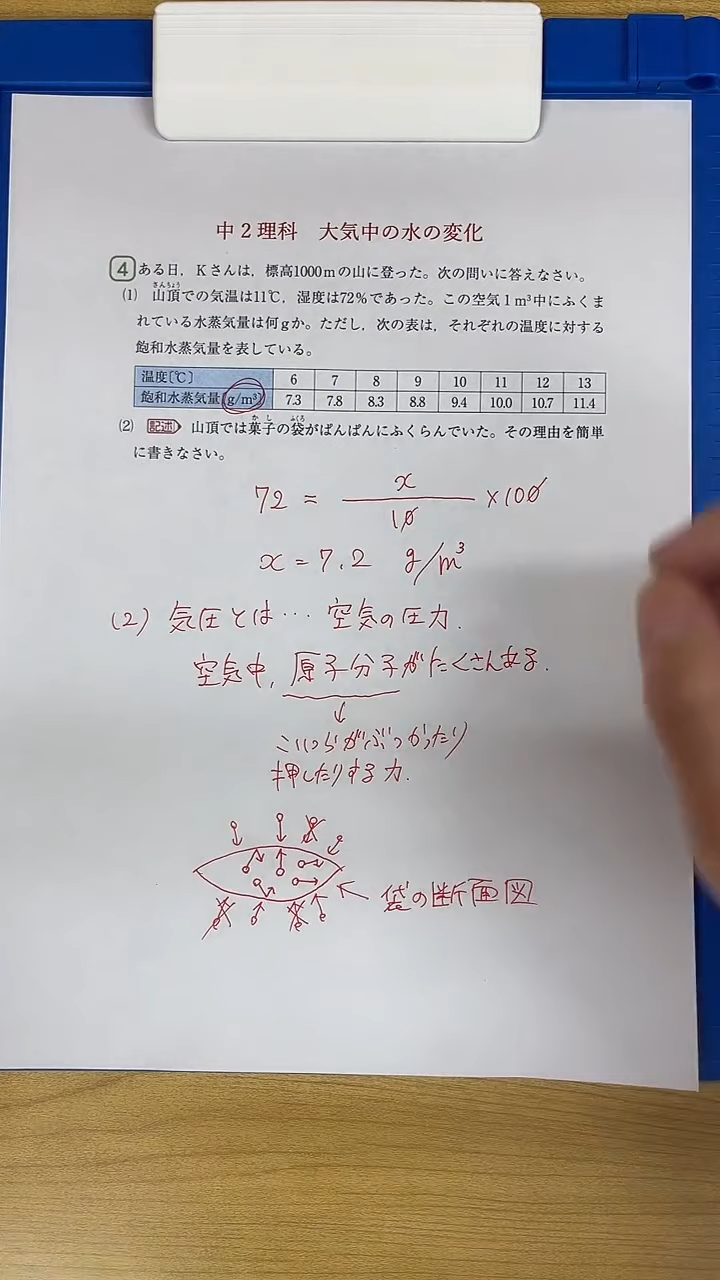 中2理科 大気中の水の変化
4 ある日，Kさんは，標高1000mの山に登った。次の問いに答えなさい。
(1) 山頂での気温は11℃，湿度は72％であった。この空気1m³中にふくま
れている水蒸気量は何gか。ただし，次の表は，それぞれの温度に対する
飽和水蒸気量を表している。
温度〔℃〕 6 7 8 9 10 11 12 13
飽和水蒸気量〔g/m³〕 7.3 7.8 8.3 8.8 9.4 10.0 10.7 11.4
(2) 記述 山頂では菓子の袋がぱんぱんにふくらんでいた。その理由を簡単
に書きなさい。
72 = x/10 × 100
x = 7.2 g/m³
(2) 気圧とは… 空気の圧力.
空気中, 原子分子がたくさんある.
↓
こいつらがぶつかったり
押したりする力.
袋の断面図